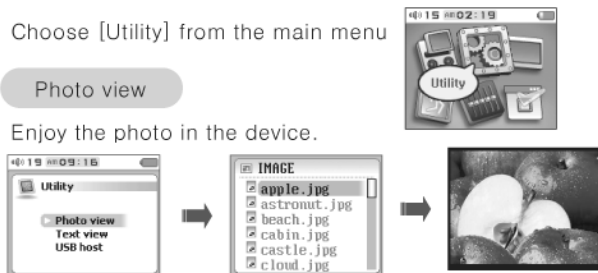 Choose [Utility] from the main menu
15 AM 02:19
Utility
Photo view
Enjoy the photo in the device.
19 AM 09:16
Utility
Photo view
Text view
USB host
IMAGE
apple.jpg
astronut.jpg
beach.jpg
cabin.jpg
castle.jpg
cloud.jpg